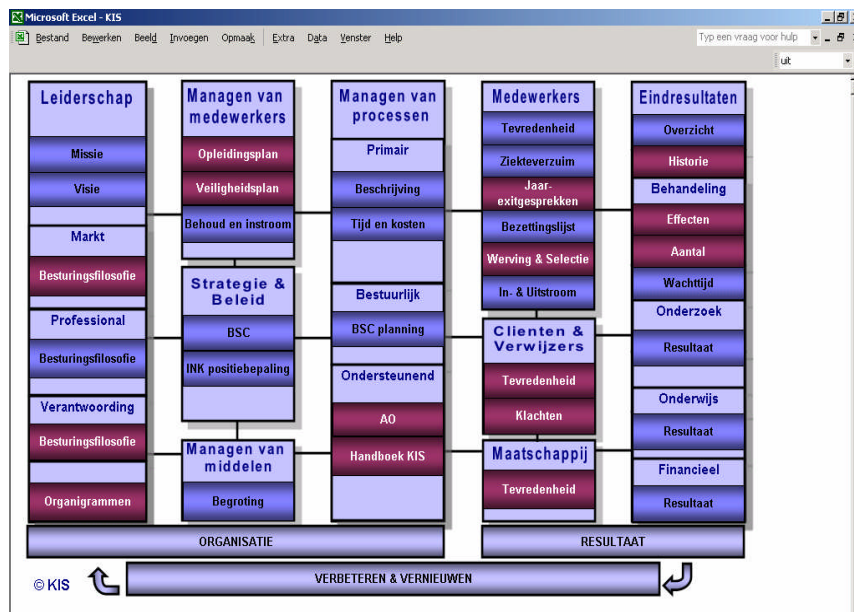 Microsoft Excel - KIS
Bestand Bewerken Beeld Invoegen Opmaak Extra Data Venster Help
Typ een vraag voor hulp
uit
Leiderschap
Missie
Visie
Markt
Besturingsfilosofie
Professional
Besturingsfilosofie
Verantwoording
Besturingsfilosofie
Organigrammen
Managen van
medewerkers
Opleidingsplan
Veiligheidsplan
Behoud en instroom
Strategie &
Beleid
BSC
INK positiebepaling
Managen van
middelen
Begroting
Managen van
processen
Primair
Beschrijving
Tijd en kosten
Bestuurlijk
BSC planning
Ondersteunend
AO
Handboek KIS
Medewerkers
Tevredenheid
Ziekteverzuim
Jaar-
exitgesprekken
Bezettingslijst
Werving & Selectie
In- & Uitstroom
Clienten &
Verwijzers
Tevredenheid
Klachten
Maatschappij
Tevredenheid
Eindresultaten
Overzicht
Historie
Behandeling
Effecten
Aantal
Wachttijd
Onderzoek
Resultaat
Onderwijs
Resultaat
Financieel
Resultaat
ORGANISATIE
RESULTAAT
VERBETEREN & VERNIEUWEN
© KIS